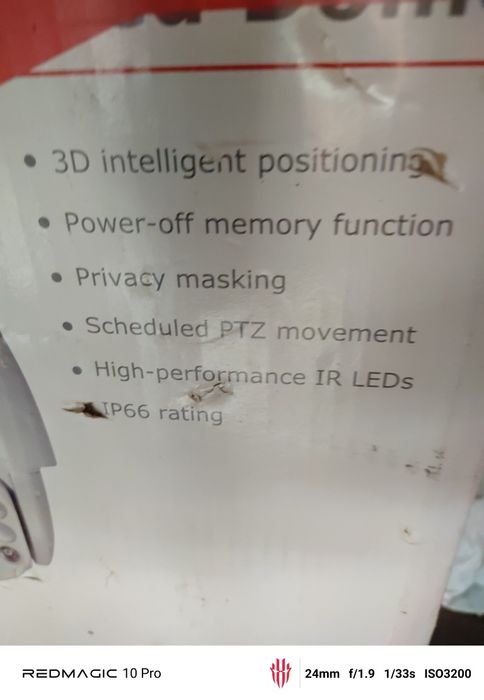 • 3D intelligent positioning
• Power-off memory function
• Privacy masking
• Scheduled PTZ movement
• High-performance IR LEDs
IP66 rating
REDMAGIC 10 Pro
24mm f/1.9 1/33s ISO3200